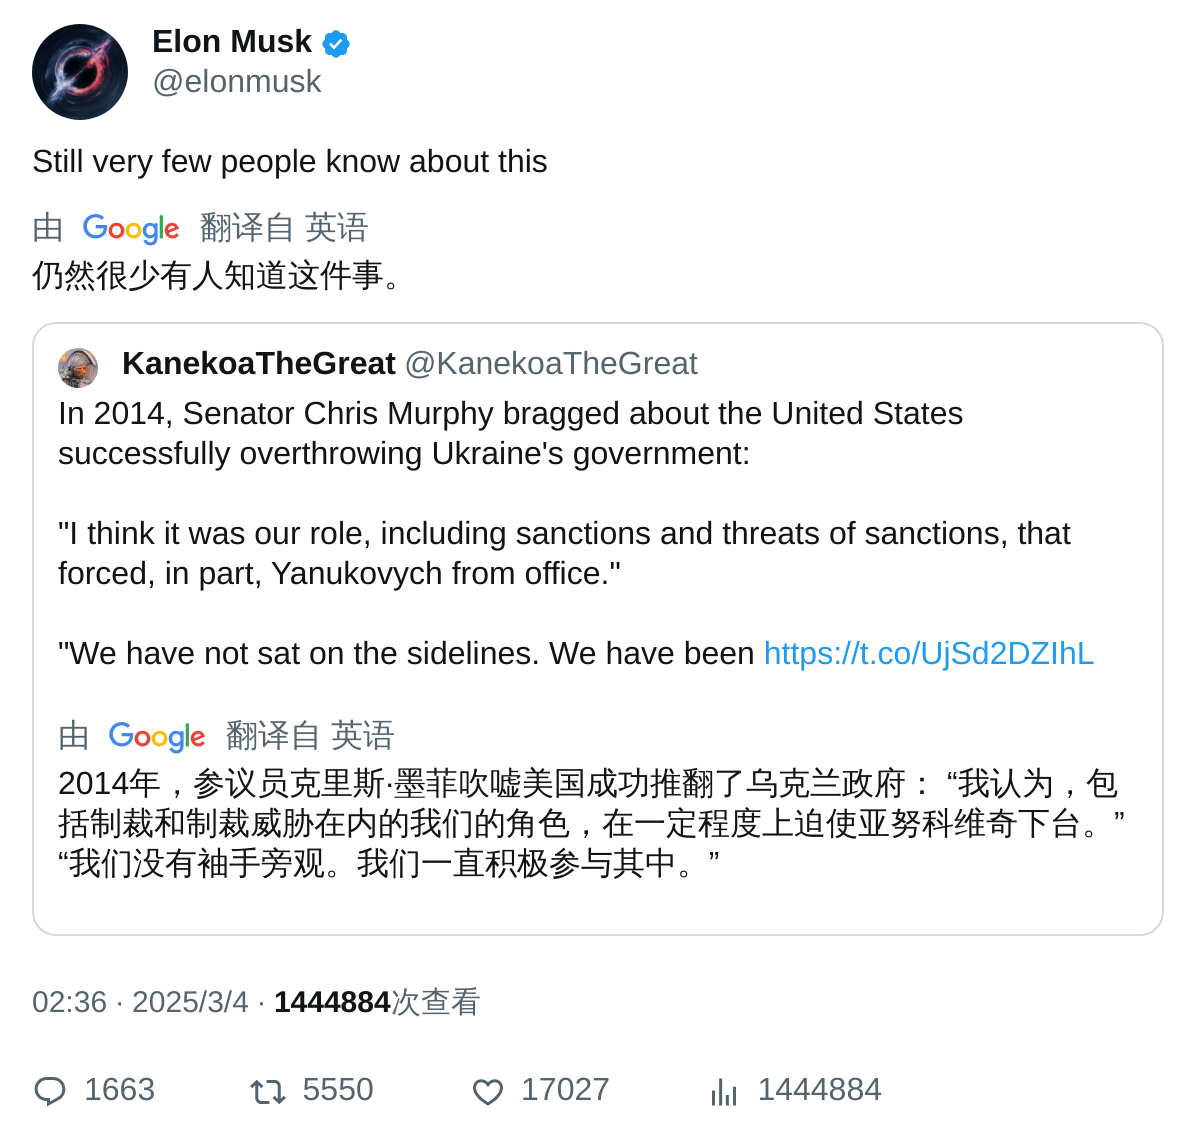 Elon Musk
@elonmusk
Still very few people know about this
由 Google 翻译自 英语
仍然很少有人知道这件事。
KanekoaTheGreat @KanekoaTheGreat
In 2014, Senator Chris Murphy bragged about the United States
successfully overthrowing Ukraine's government:
"I think it was our role, including sanctions and threats of sanctions, that
forced, in part, Yanukovych from office."
"We have not sat on the sidelines. We have been https://t.co/UjSd2DZIhL
由 Google 翻译自 英语
2014年，参议员克里斯·墨菲吹嘘美国成功推翻了乌克兰政府： “我认为，包
括制裁和制裁威胁在内的我们的角色，在一定程度上迫使亚努科维奇下台。”
“我们没有袖手旁观。我们一直积极参与其中。”
02:36 · 2025/3/4 · 1444884次查看
1663 5550 17027 1444884